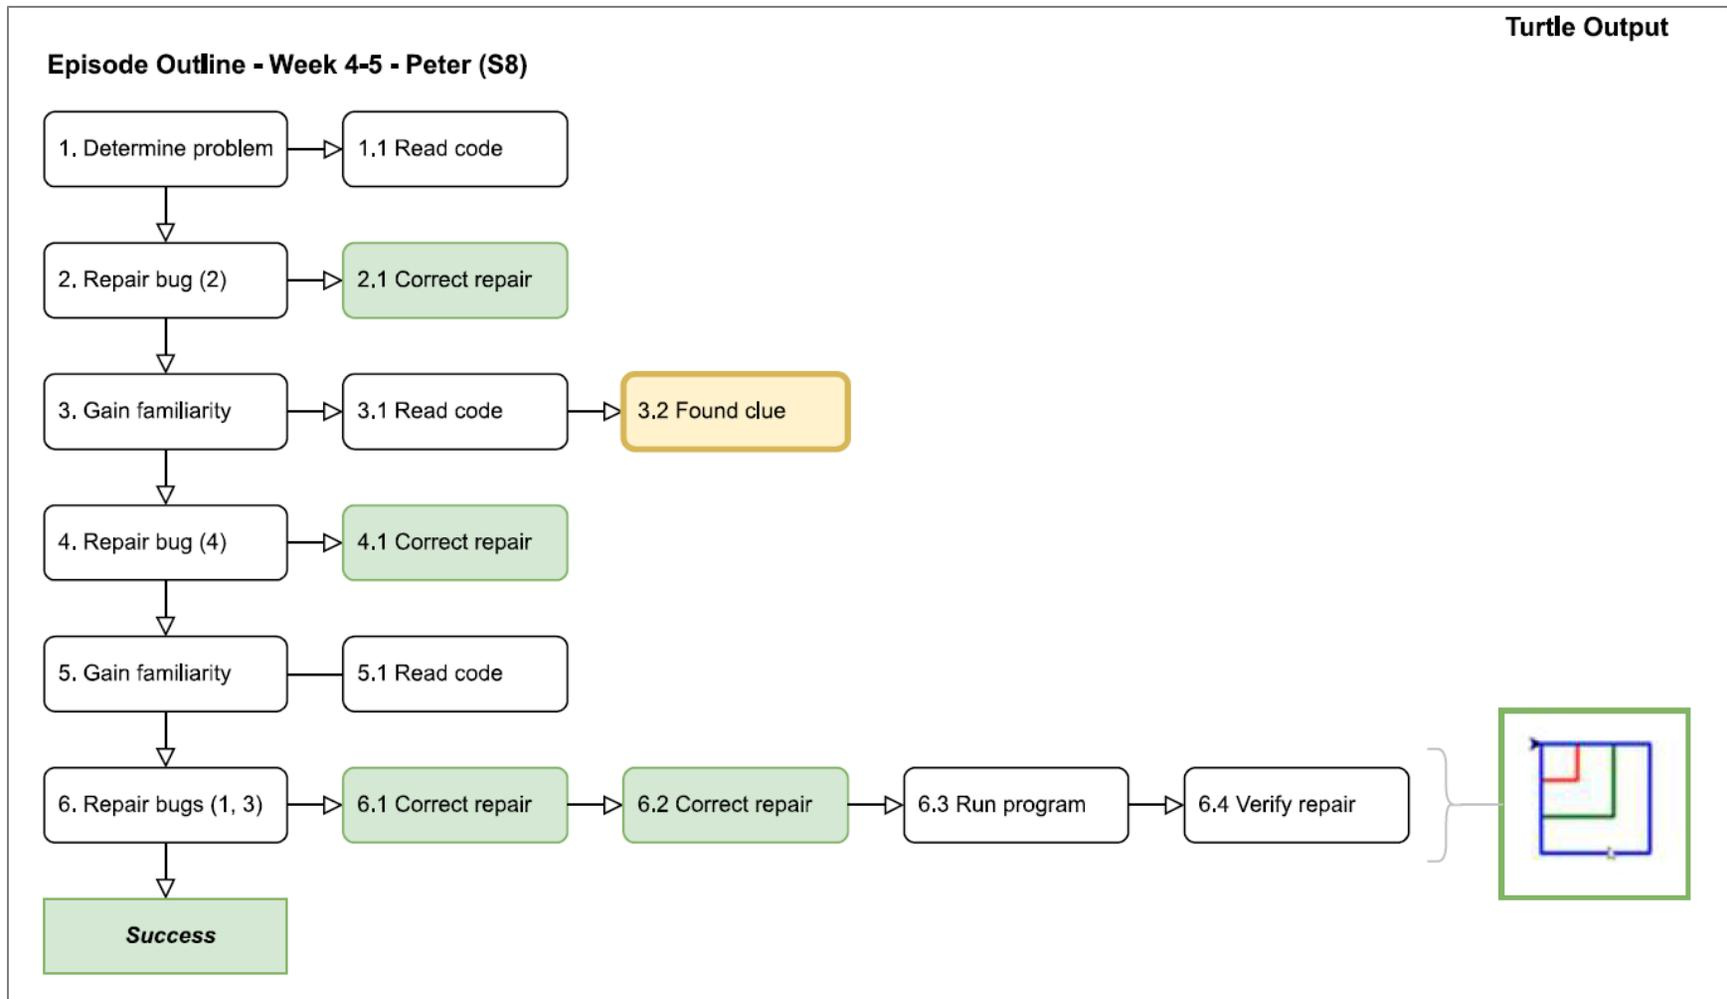 Turtle Output
Episode Outline - Week 4-5 - Peter (S8)
1. Determine problem
1.1 Read code
2. Repair bug (2)
2.1 Correct repair
3. Gain familiarity
3.1 Read code
3.2 Found clue
4. Repair bug (4)
4.1 Correct repair
5. Gain familiarity
5.1 Read code
6. Repair bugs (1, 3)
6.1 Correct repair
6.2 Correct repair
6.3 Run program
6.4 Verify repair
Success